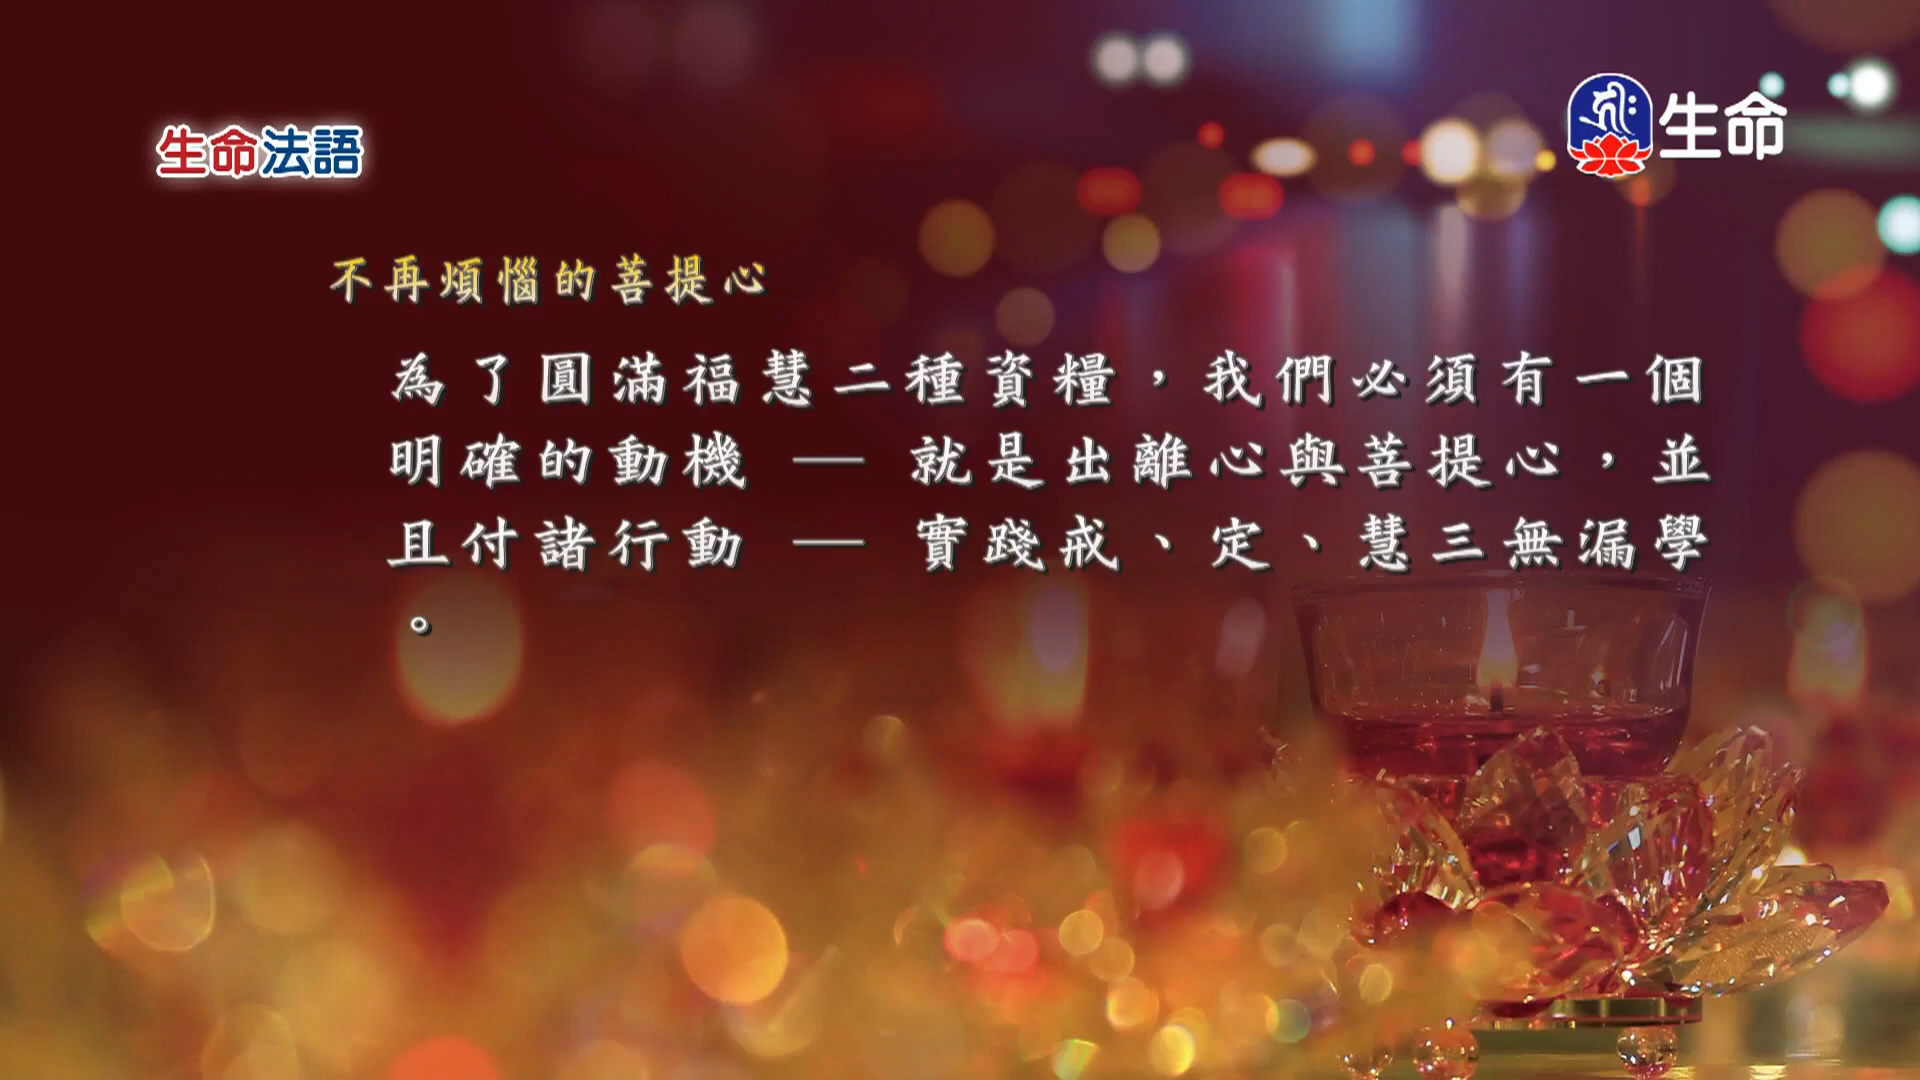 生命法語
生命
不再煩惱的菩提心
為了圓滿福慧二種資糧，我們必須有一個
明確的動機 — 就是出離心與菩提心，並
且付諸行動 — 實踐戒、定、慧三無漏學
。